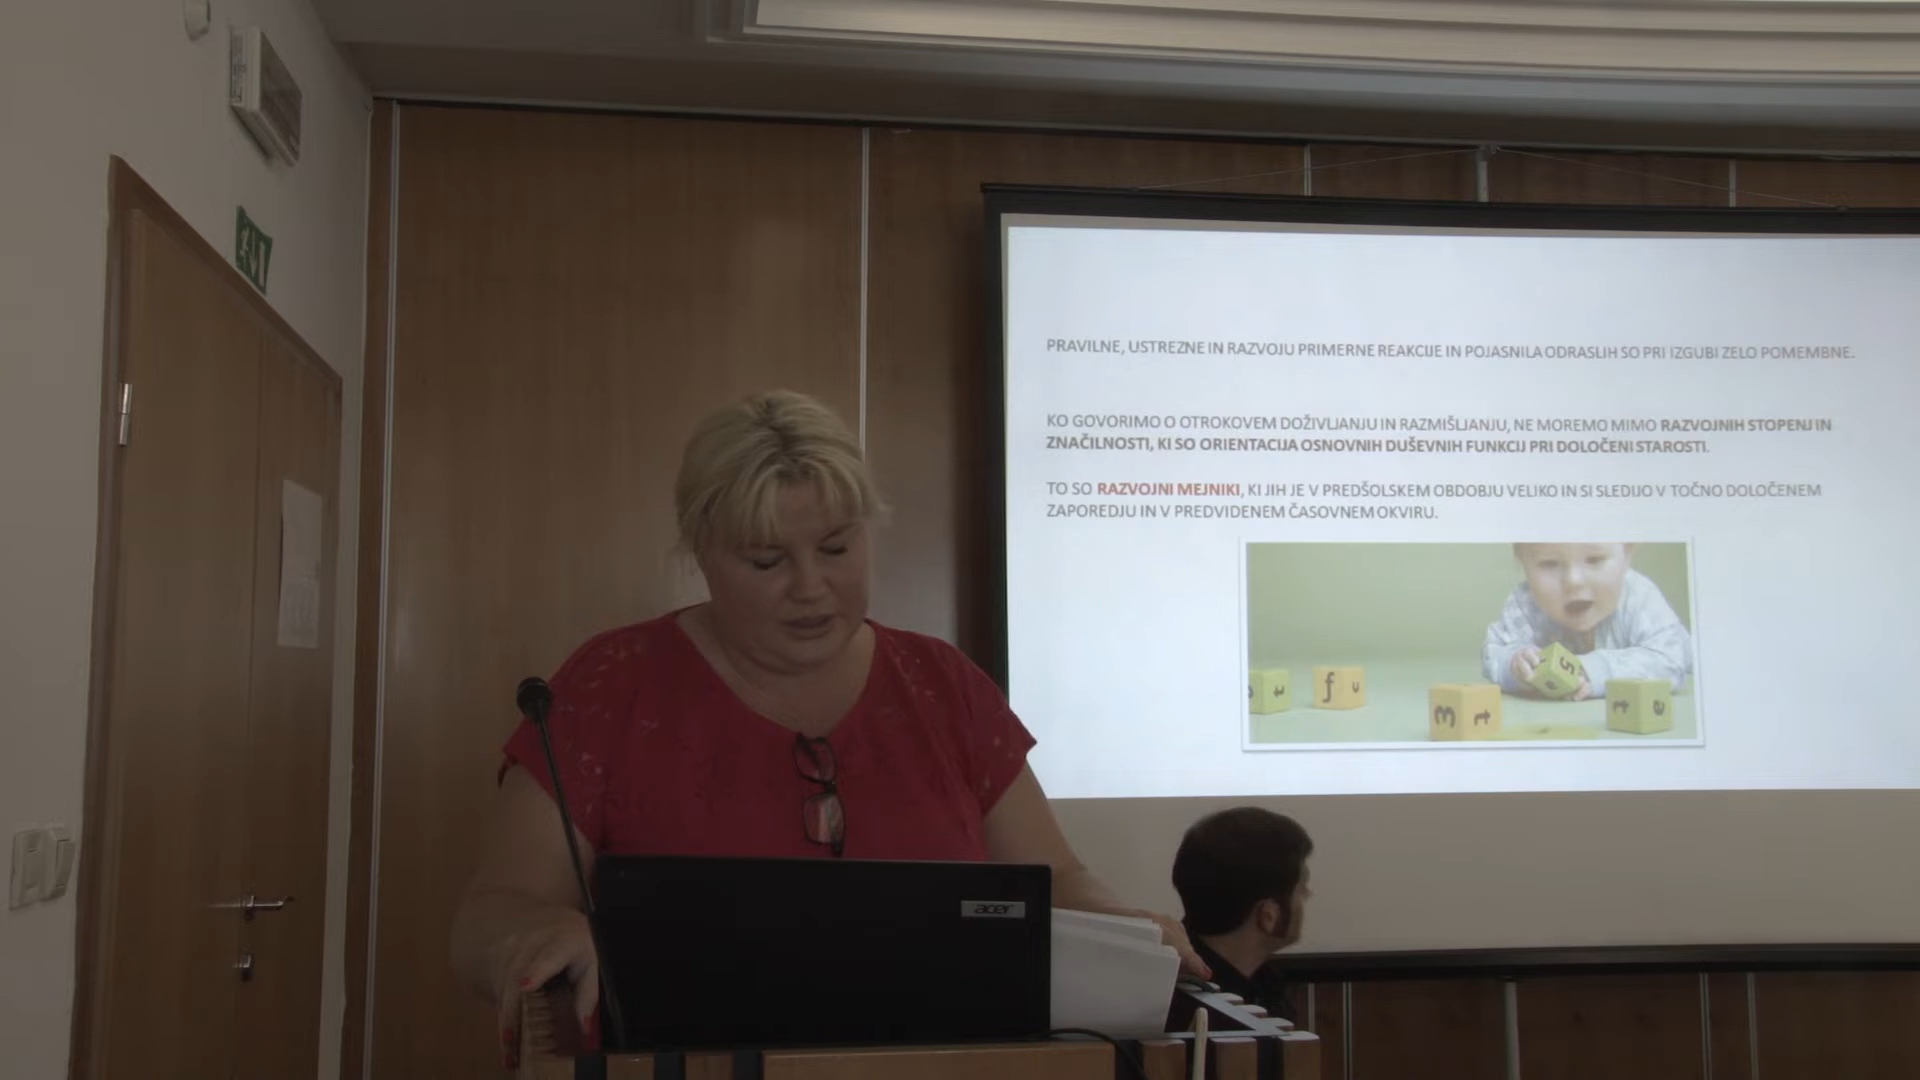 PRAVILNE, USTREZNE IN RAZVOJU PRIMERNE REAKCIJE IN POJASNILA ODRASLIH SO PRI IZGUBI ZELO POMEMBNE.
KO GOVORIMO O OTROKOVEM DOŽIVLJANJU IN RAZMIŠLJANJU, NE MOREMO MIMO RAZVOJNIH STOPENJ IN
ZNAČILNOSTI, KI SO ORIENTACIJA OSNOVNIH DUŠEVNIH FUNKCIJ PRI DOLOČENI STAROSTI.
TO SO RAZVOJNI MEJNIKI, KI JIH JE V PREDŠOLSKEM OBDOBJU VELIKO IN SI SLEDIJO V TOČNO DOLOČENEM
ZAPOREDJU IN V PREDVIDENEM ČASOVNEM OKVIRU.
5
t
f
m
t
t
e
acer